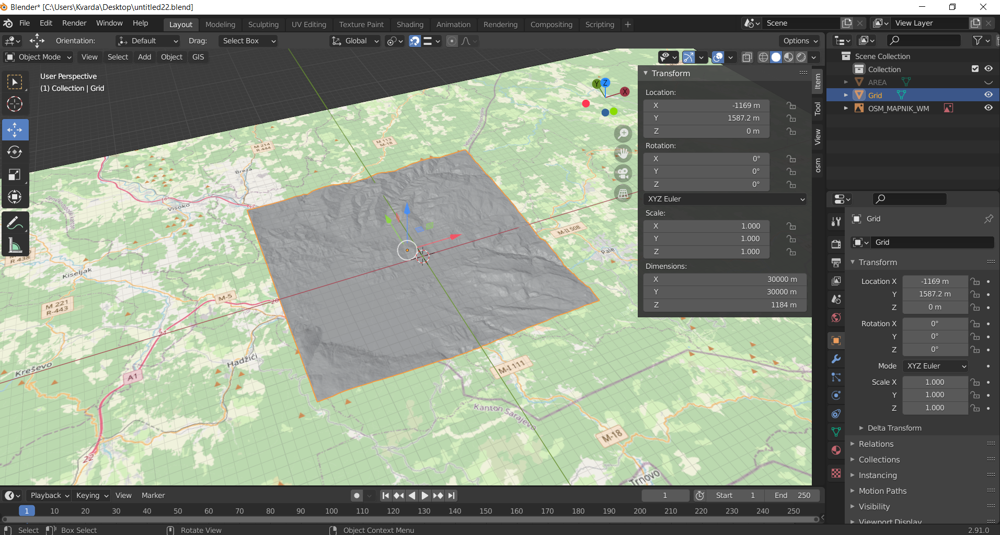 Blender* [C:\Users\Kvarda\Desktop\untitled22.blend]
File Edit Render Window Help Layout Modeling Sculpting UV Editing Texture Paint Shading Animation Rendering Compositing Scripting + Scene View Layer
Orientation: Default Drag: Select Box Global Options
Object Mode View Select Add Object GIS
User Perspective
(1) Collection | Grid
Y Z X
M 214
R 444
M 113
M-18
Breza
Visoko
16
17
M-II 508
Pale
R 438
Kiseljak
M 221
R-443
M-5
20
21
Hadžići
Kreševo
A1
M-I 111
Kanton Sarajevo
M-18
22
Trnovo
Transform
Location:
X -1169 m
Y 1587.2 m
Z 0 m
Rotation:
X 0°
Y 0°
Z 0°
XYZ Euler
Scale:
X 1.000
Y 1.000
Z 1.000
Dimensions:
X 30000 m
Y 30000 m
Z 1184 m
Item
Tool
View
osm
Scene Collection
Collection
AREA
Grid
OSM_MAPNIK_WM
Grid
Grid
Transform
Location X -1169 m
Y 1587.2 m
Z 0 m
Rotation X 0°
Y 0°
Z 0°
Mode XYZ Euler
Scale X 1.000
Y 1.000
Z 1.000
Delta Transform
Relations
Collections
Instancing
Motion Paths
Visibility
Viewport Display
Playback Keying View Marker 1 Start 1 End 250
1 10 20 30 40 50 60 70 80 90 100 110 120 130 140 150 160 170 180 190 200 210 220 230 240 250
Select Box Select Rotate View Object Context Menu 2.91.0